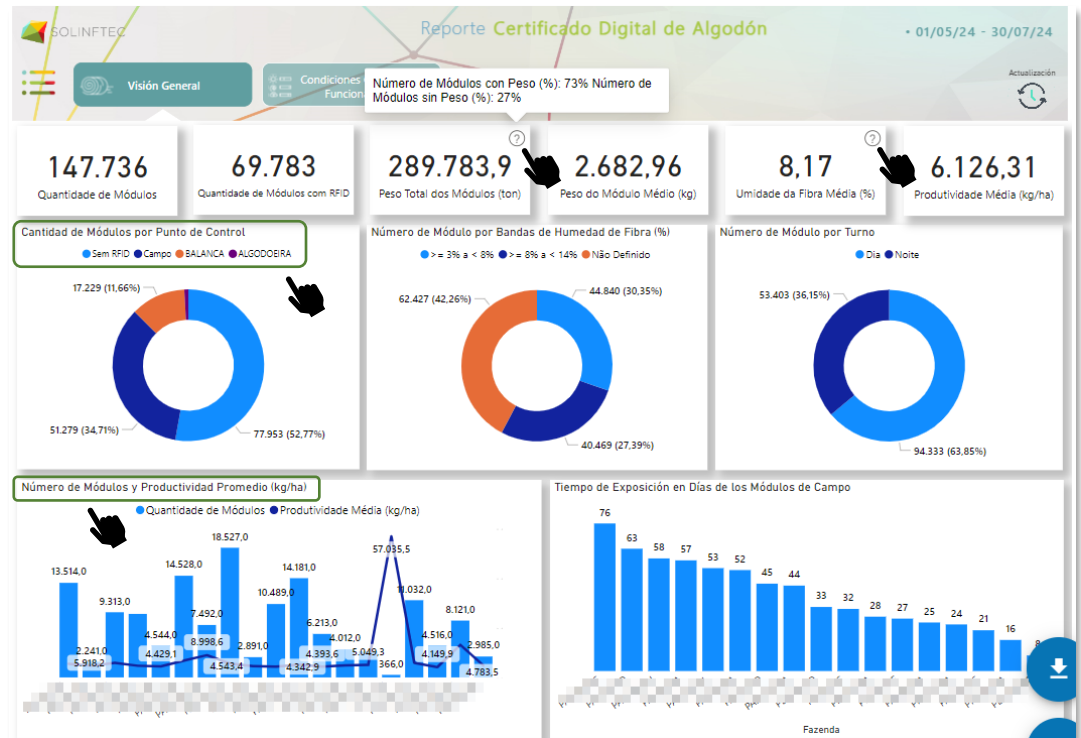 SOLINFTEC
Reporte Certificado Digital de Algodón
• 01/05/24 - 30/07/24
Visión General
Condiciones
Funcion
Número de Módulos con Peso (%): 73% Número de
Módulos sin Peso (%): 27%
Actualización
147.736
Quantidade de Módulos
69.783
Quantidade de Módulos com RFID
?
289.783,9
Peso Total dos Módulos (ton)
2.682,96
Peso do Módulo Médio (kg)
?
8,17
Umidade da Fibra Média (%)
6.126,31
Produtividade Média (kg/ha)
Cantidad de Módulos por Punto de Control
Sem RFID Campo BALANCA ALGODOEIRA
17.229 (11,66%)
51.279 (34,71%)
77.953 (52,77%)
Número de Módulo por Bandas de Humedad de Fibra (%)
>= 3% a < 8% >= 8% a < 14% Não Definido
62.427 (42,26%)
44.840 (30,35%)
40.469 (27,39%)
Número de Módulo por Turno
Dia Noite
53.403 (36,15%)
94.333 (63,85%)
Número de Módulos y Productividad Promedio (kg/ha)
Quantidade de Módulos Produtividade Média (kg/ha)
18.527,0
57.035,5
13.514,0
14.528,0
14.181,0
10.489,0
11.032,0
9.313,0
7.492,0
6.213,0
8.121,0
4.544,0
4.012,0
4.516,0
2.241,0
8.998,6
2.891,0
2.985,0
5.918,2
4.429,1
4.543,4
4.342,9
4.393,6
5.049,3
366,0
4.149,9
4.783,5
Tiempo de Exposición en Días de los Módulos de Campo
76
63
58
57
53
52
45
44
33
32
28
27
25
24
21
16
8
Fazenda